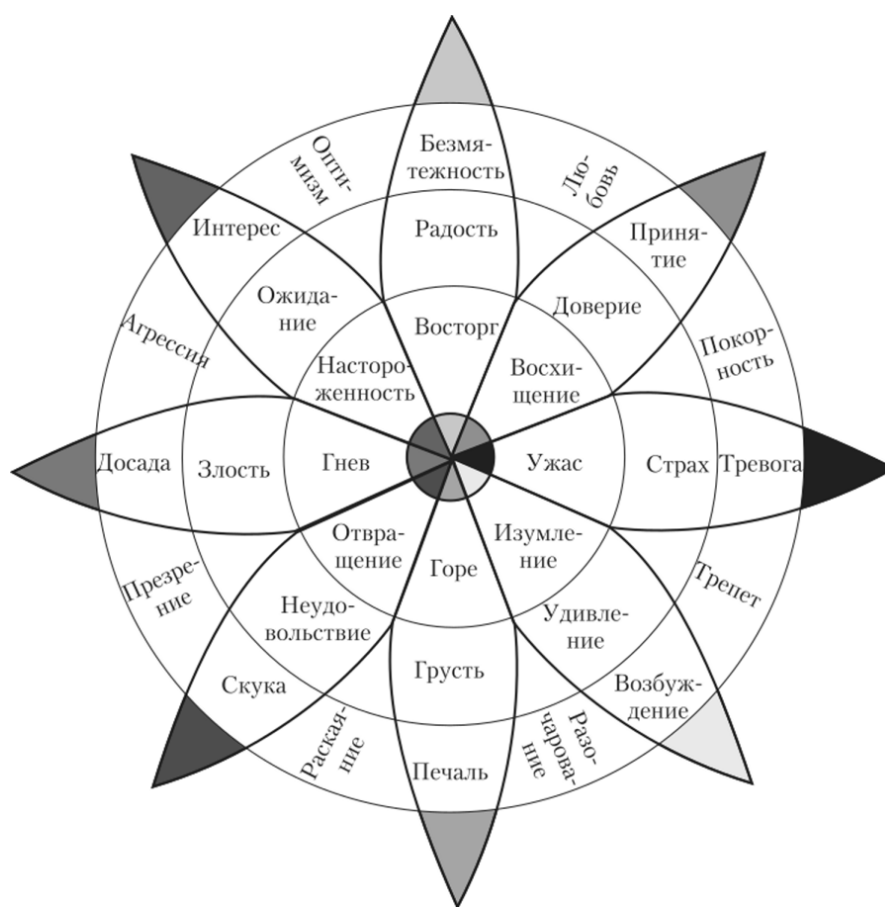 Безмя-
тежность
Опти-
мизм
Лю-
бовь
Интерес
Радость
Приня-
тие
Ожида-
ние
Доверие
Агрессия
Восторг
Покор-
ность
Насторо-
женность
Восхи-
щение
Досада
Злость
Гнев
Ужас
Страх
Тревога
Отвра-
щение
Изумле-
ние
Горе
Презре-
ние
Трепет
Неудо-
вольствие
Удивле-
ние
Скука
Грусть
Возбуж-
дение
Раская-
ние
Печаль
Разо-
чарова-
ние